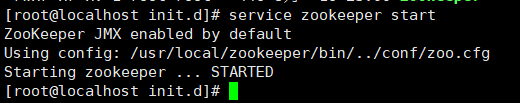 [root@localhost init.d]# service zookeeper start
ZooKeeper JMX enabled by default
Using config: /usr/local/zookeeper/bin/../conf/zoo.cfg
Starting zookeeper ... STARTED
[root@localhost init.d]#